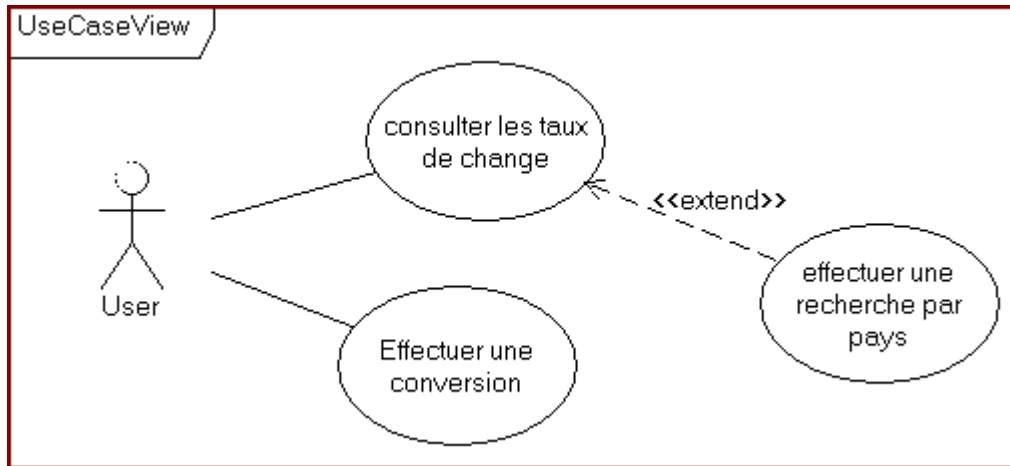 UseCaseView
consulter les taux
de change
<<extend>>
effectuer une
recherche par
pays
User
Effectuer une
conversion